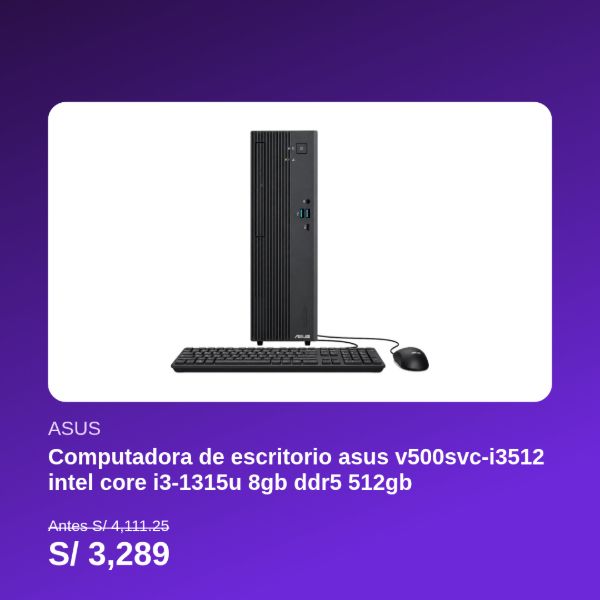 ASUS
ASUS
Computadora de escritorio asus v500svc-i3512
intel core i3-1315u 8gb ddr5 512gb
Antes S/ 4,111.25
S/ 3,289